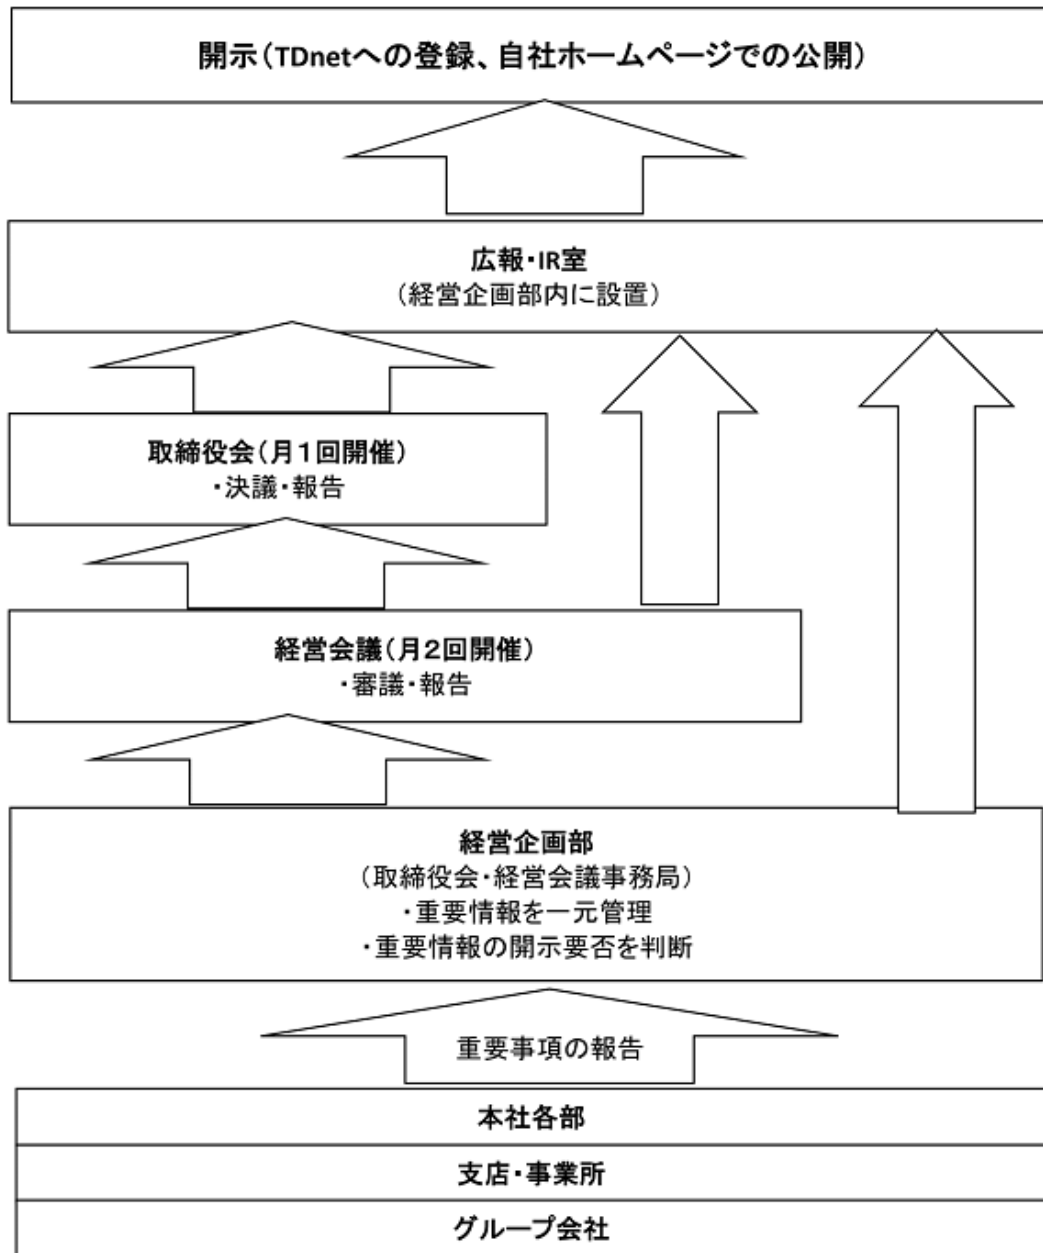 開示（TDnetへの登録、自社ホームページでの公開）
広報・IR室
（経営企画部内に設置）
取締役会（月１回開催）
・決議・報告
経営会議（月２回開催）
・審議・報告
経営企画部
（取締役会・経営会議事務局）
・重要情報を一元管理
・重要情報の開示要否を判断
重要事項の報告
本社各部
支店・事業所
グループ会社